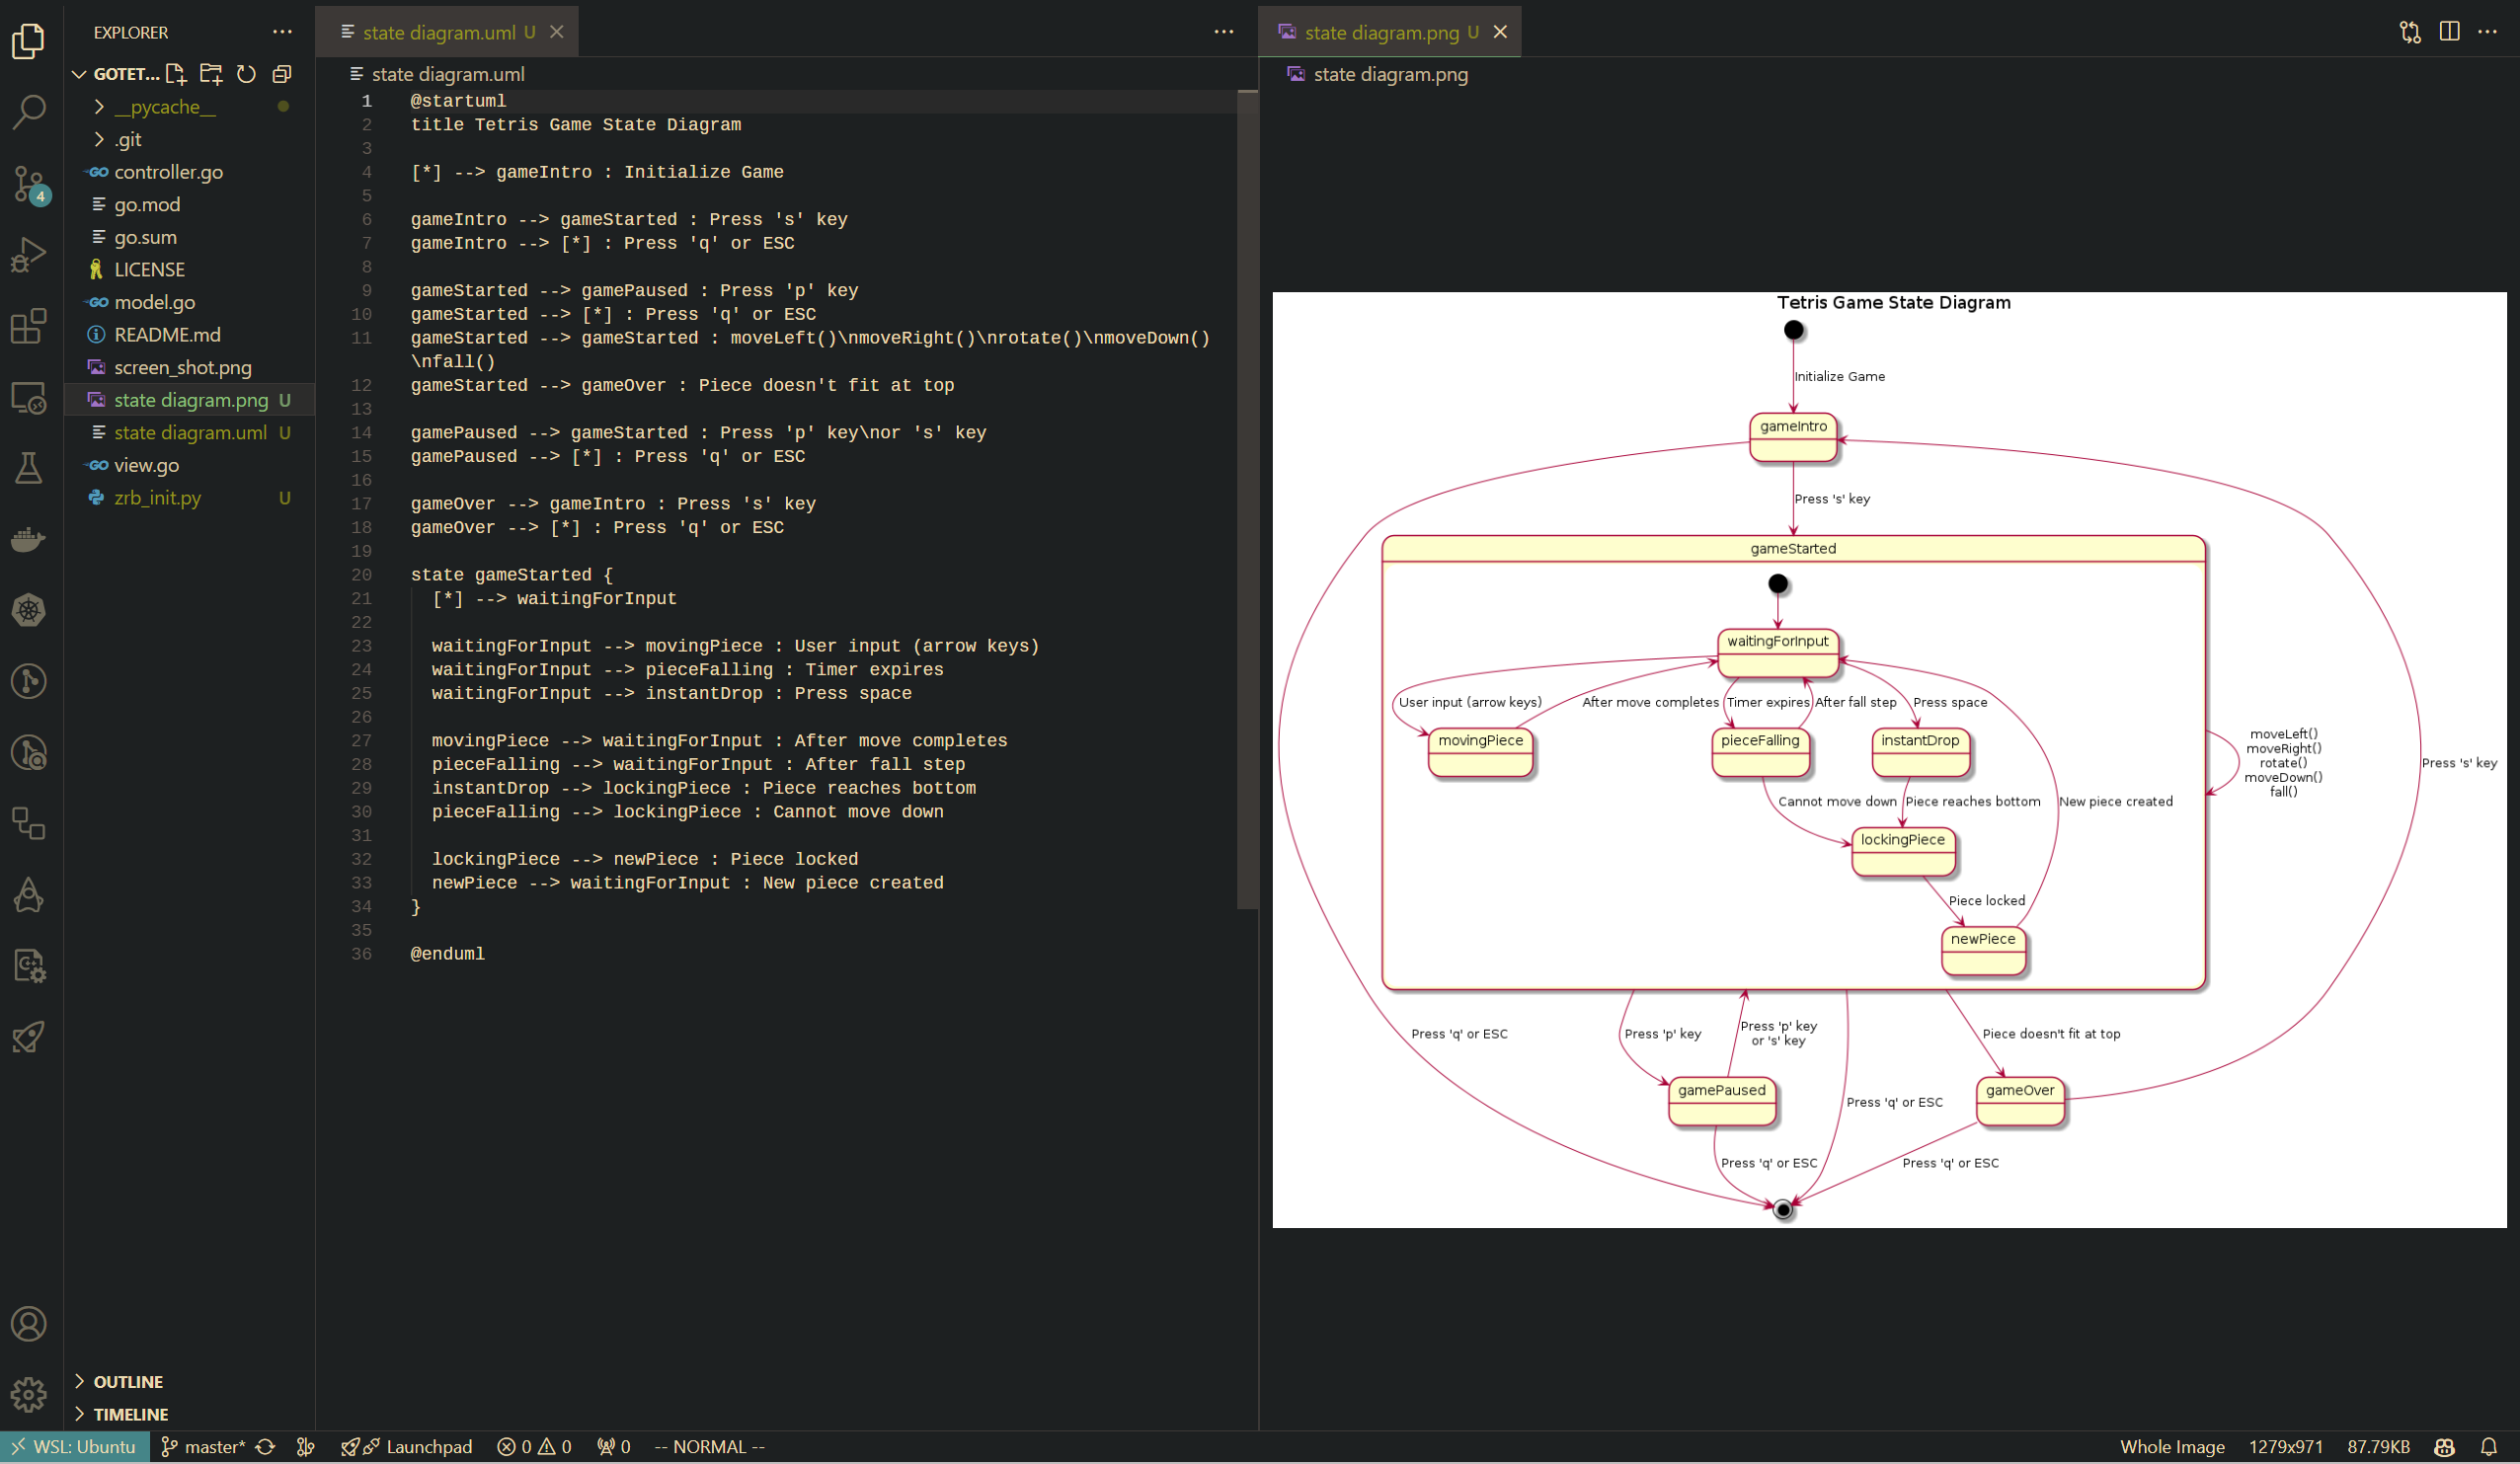 EXPLORER
GOTET...
__pycache__
.git
controller.go
go.mod
go.sum
LICENSE
model.go
README.md
screen_shot.png
state diagram.png U
state diagram.uml U
view.go
zrb_init.py U
OUTLINE
TIMELINE
4
state diagram.uml U
state diagram.uml
1 @startuml
2 title Tetris Game State Diagram
3
4 [*] --> gameIntro : Initialize Game
5
6 gameIntro --> gameStarted : Press 's' key
7 gameIntro --> [*] : Press 'q' or ESC
8
9 gameStarted --> gamePaused : Press 'p' key
10 gameStarted --> [*] : Press 'q' or ESC
11 gameStarted --> gameStarted : moveLeft()\nmoveRight()\nrotate()\nmoveDown()
\nfall()
12 gameStarted --> gameOver : Piece doesn't fit at top
13
14 gamePaused --> gameStarted : Press 'p' key\nor 's' key
15 gamePaused --> [*] : Press 'q' or ESC
16
17 gameOver --> gameIntro : Press 's' key
18 gameOver --> [*] : Press 'q' or ESC
19
20 state gameStarted {
21 [*] --> waitingForInput
22
23 waitingForInput --> movingPiece : User input (arrow keys)
24 waitingForInput --> pieceFalling : Timer expires
25 waitingForInput --> instantDrop : Press space
26
27 movingPiece --> waitingForInput : After move completes
28 pieceFalling --> waitingForInput : After fall step
29 instantDrop --> lockingPiece : Piece reaches bottom
30 pieceFalling --> lockingPiece : Cannot move down
31
32 lockingPiece --> newPiece : Piece locked
33 newPiece --> waitingForInput : New piece created
34 }
35
36 @enduml
state diagram.png U
state diagram.png
Tetris Game State Diagram
Initialize Game
gameIntro
Press 's' key
gameStarted
waitingForInput
User input (arrow keys)
After move completes
Timer expires
After fall step
Press space
movingPiece
pieceFalling
instantDrop
moveLeft()
moveRight()
rotate()
moveDown()
fall()
Press 's' key
Cannot move down
Piece reaches bottom
New piece created
lockingPiece
Piece locked
newPiece
Press 'q' or ESC
Press 'p' key
Press 'p' key
or 's' key
Piece doesn't fit at top
gamePaused
Press 'q' or ESC
gameOver
Press 'q' or ESC
Press 'q' or ESC
WSL: Ubuntu
master*
Launchpad
0
0
0
-- NORMAL --
Whole Image
1279x971
87.79KB